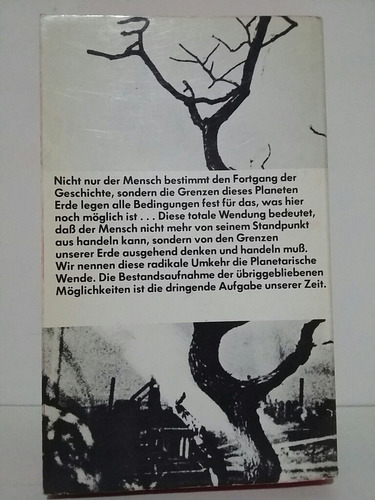 Nicht nur der Mensch bestimmt den Fortgang der
Geschichte, sondern die Grenzen dieses Planeten
Erde legen alle Bedingungen fest für das, was hier
noch möglich ist . . . Diese totale Wendung bedeutet,
daß der Mensch nicht mehr von seinem Standpunkt
aus handeln kann, sondern von den Grenzen
unserer Erde ausgehend denken und handeln muß.
Wir nennen diese radikale Umkehr die Planetarische
Wende. Die Bestandsaufnahme der übriggebliebenen
Möglichkeiten ist die dringende Aufgabe unserer Zeit.